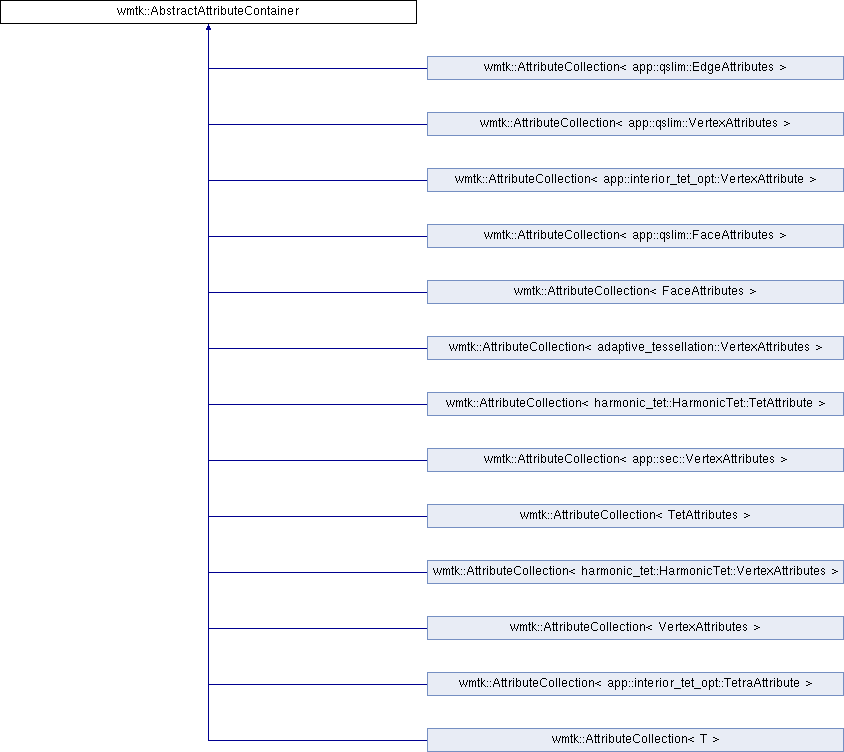 wmtk::AbstractAttributeContainer
wmtk::AttributeCollection< app::qslim::EdgeAttributes >
wmtk::AttributeCollection< app::qslim::VertexAttributes >
wmtk::AttributeCollection< app::interior_tet_opt::VertexAttribute >
wmtk::AttributeCollection< app::qslim::FaceAttributes >
wmtk::AttributeCollection< FaceAttributes >
wmtk::AttributeCollection< adaptive_tessellation::VertexAttributes >
wmtk::AttributeCollection< harmonic_tet::HarmonicTet::TetAttribute >
wmtk::AttributeCollection< app::sec::VertexAttributes >
wmtk::AttributeCollection< TetAttributes >
wmtk::AttributeCollection< harmonic_tet::HarmonicTet::VertexAttributes >
wmtk::AttributeCollection< VertexAttributes >
wmtk::AttributeCollection< app::interior_tet_opt::TetraAttribute >
wmtk::AttributeCollection< T >